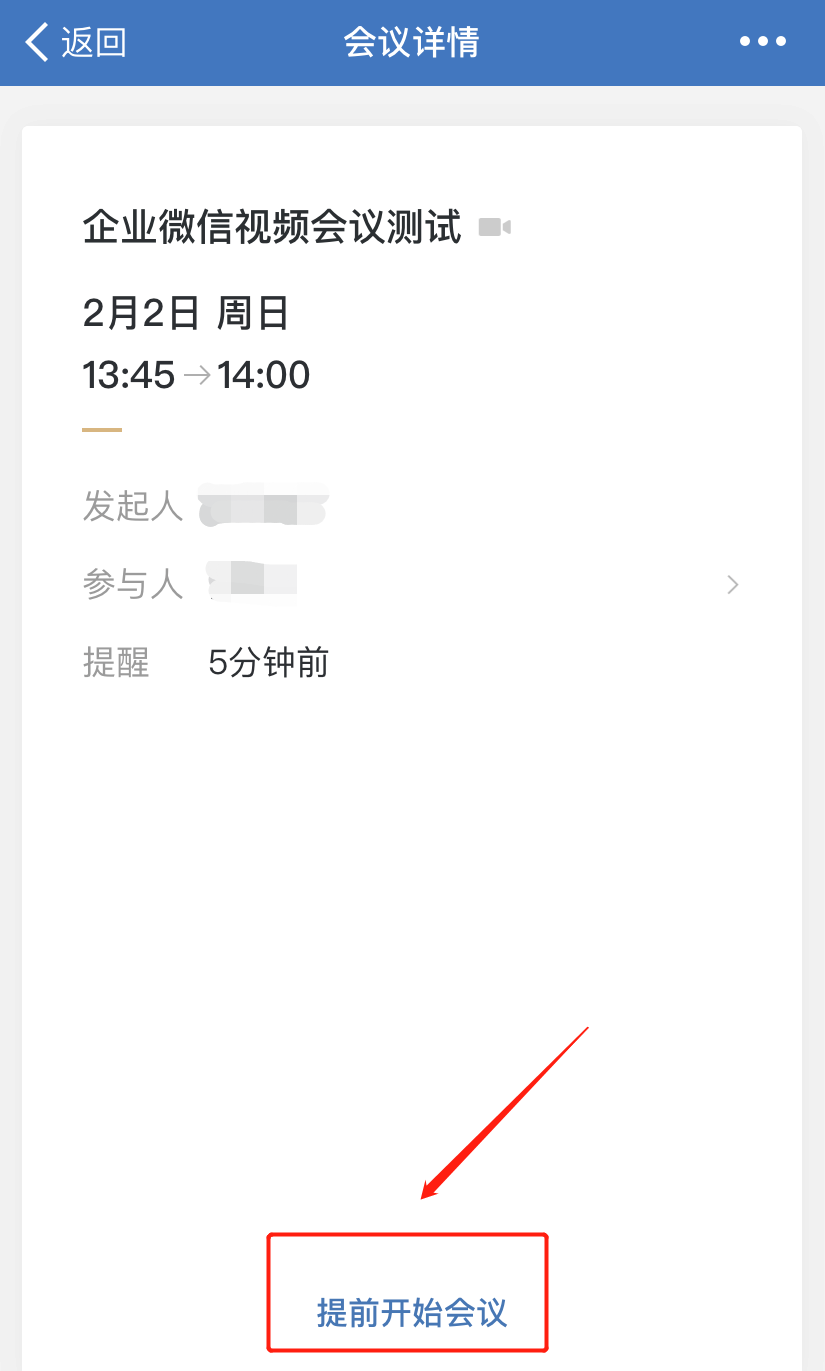 返回 会议详情
企业微信视频会议测试
2月2日 周日
13:45→14:00
发起人
参与人
提醒 5分钟前
提前开始会议